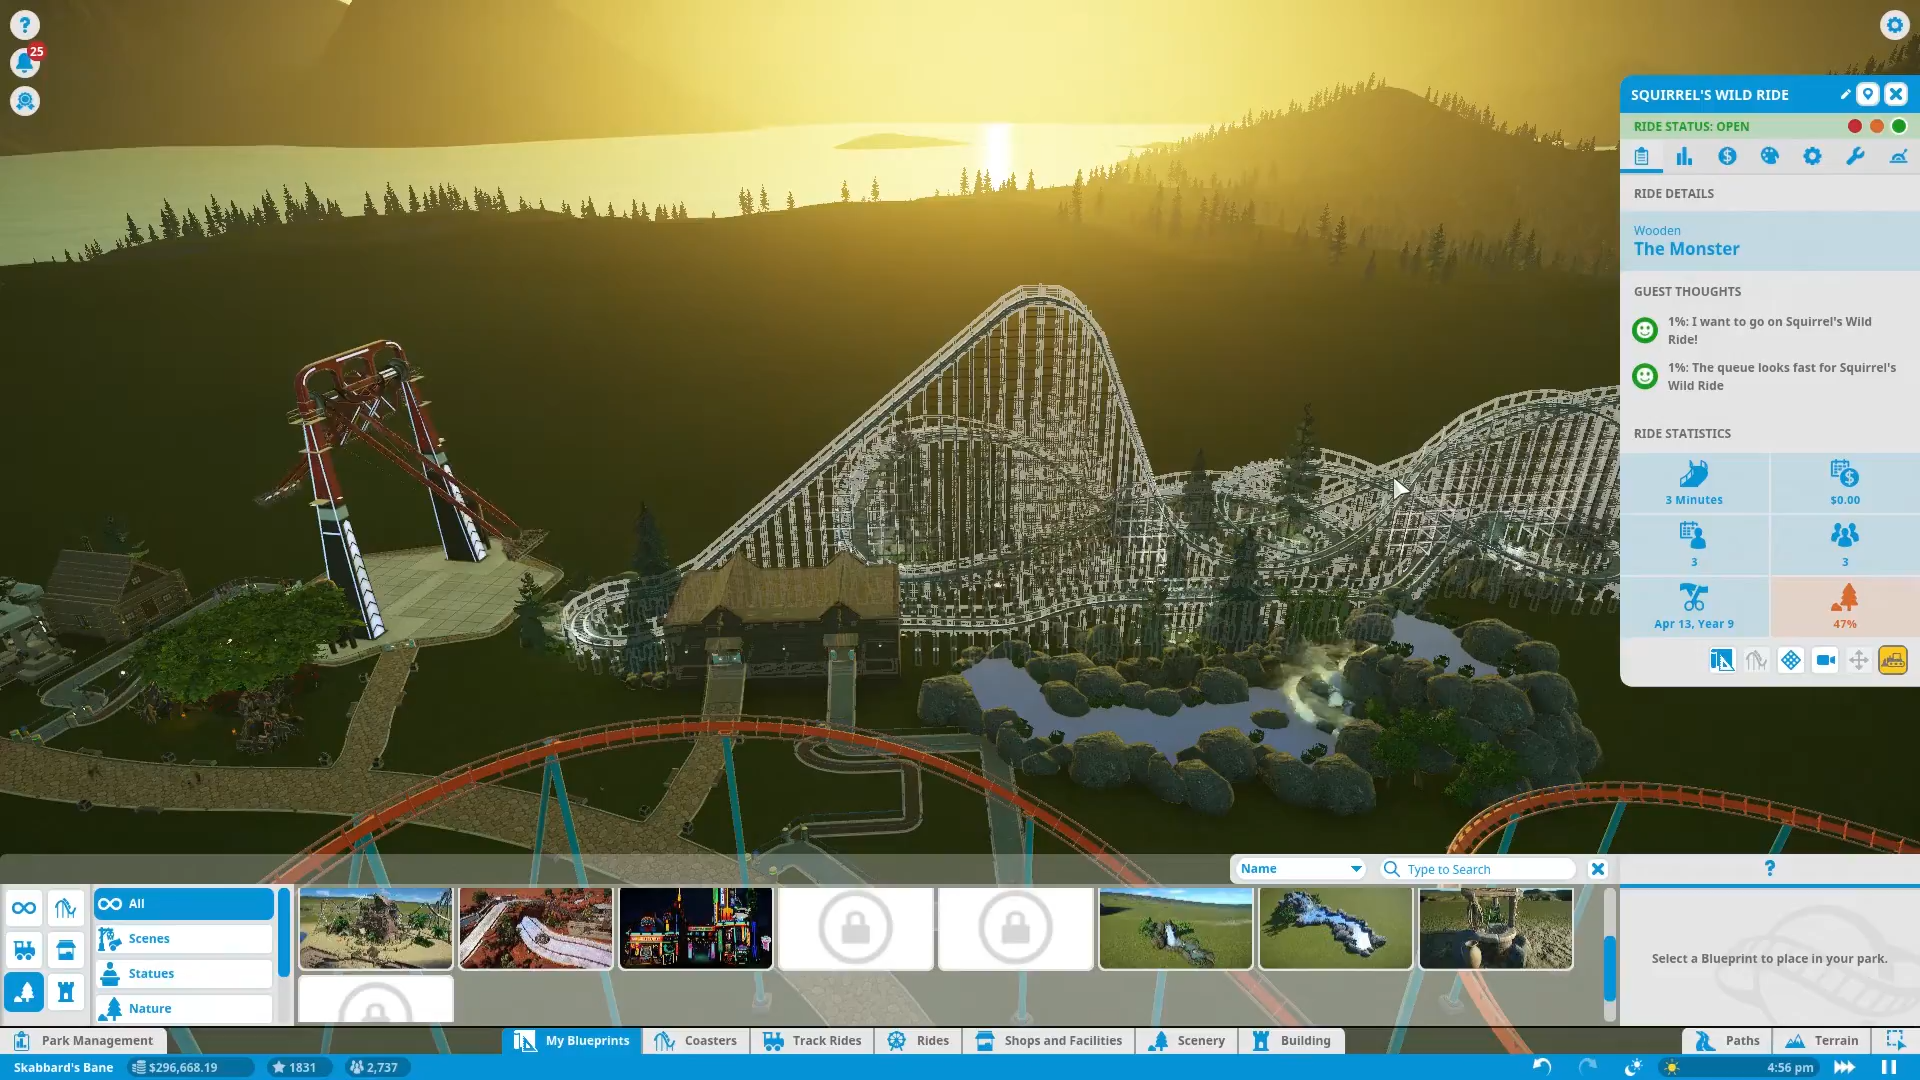 ?
25
SQUIRREL'S WILD RIDE
RIDE STATUS: OPEN
RIDE DETAILS
Wooden
The Monster
GUEST THOUGHTS
1%: I want to go on Squirrel's Wild
Ride!
1%: The queue looks fast for Squirrel's
Wild Ride
RIDE STATISTICS
3 Minutes
$0.00
3
3
Apr 13, Year 9
47%
Name
Type to Search
?
All
Scenes
Statues
Nature
Select a Blueprint to place in your park.
Park Management
My Blueprints
Coasters
Track Rides
Rides
Shops and Facilities
Scenery
Building
Paths
Terrain
Skabbard's Bane
$296,668.19
1831
2,737
4:56 pm